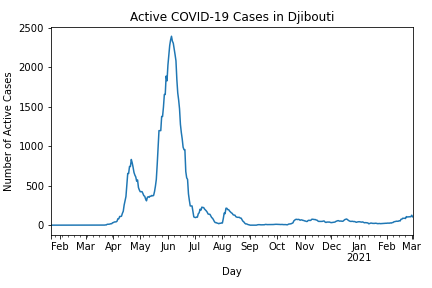 Active COVID-19 Cases in Djibouti
Number of Active Cases
2500
2000
1500
1000
500
0
Feb Mar Apr May Jun Jul Aug Sep Oct Nov Dec Jan Feb Mar
2021
Day